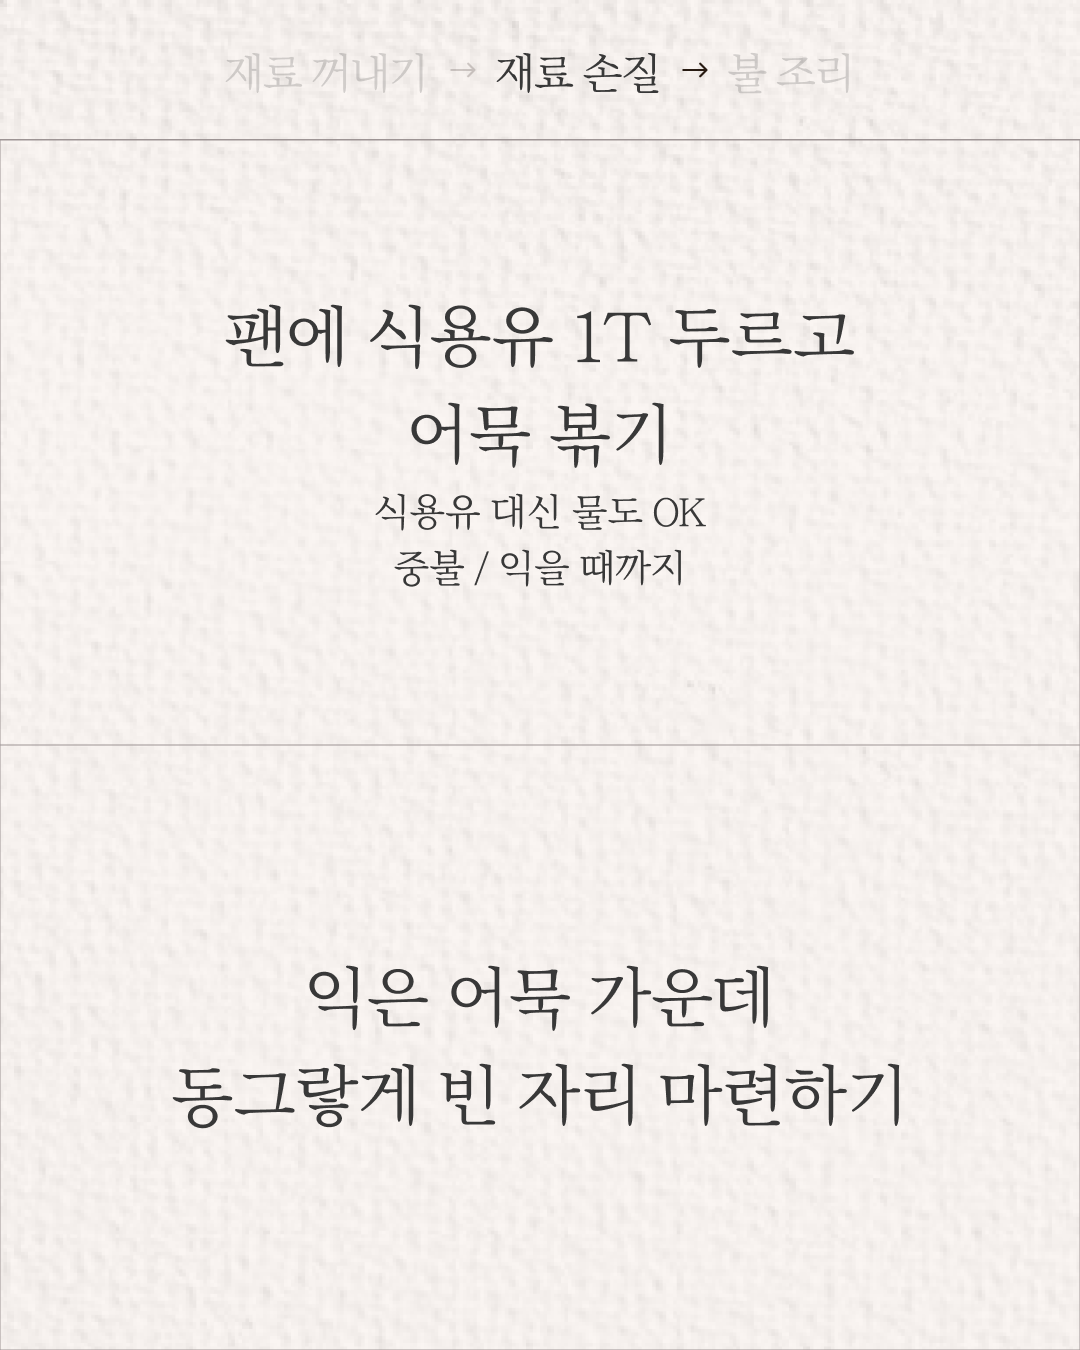 재료 꺼내기 → 재료 손질 → 불 조리
팬에 식용유 1T 두르고
어묵 볶기
식용유 대신 물도 OK
중불 / 익을 때까지
익은 어묵 가운데
동그랗게 빈 자리 마련하기